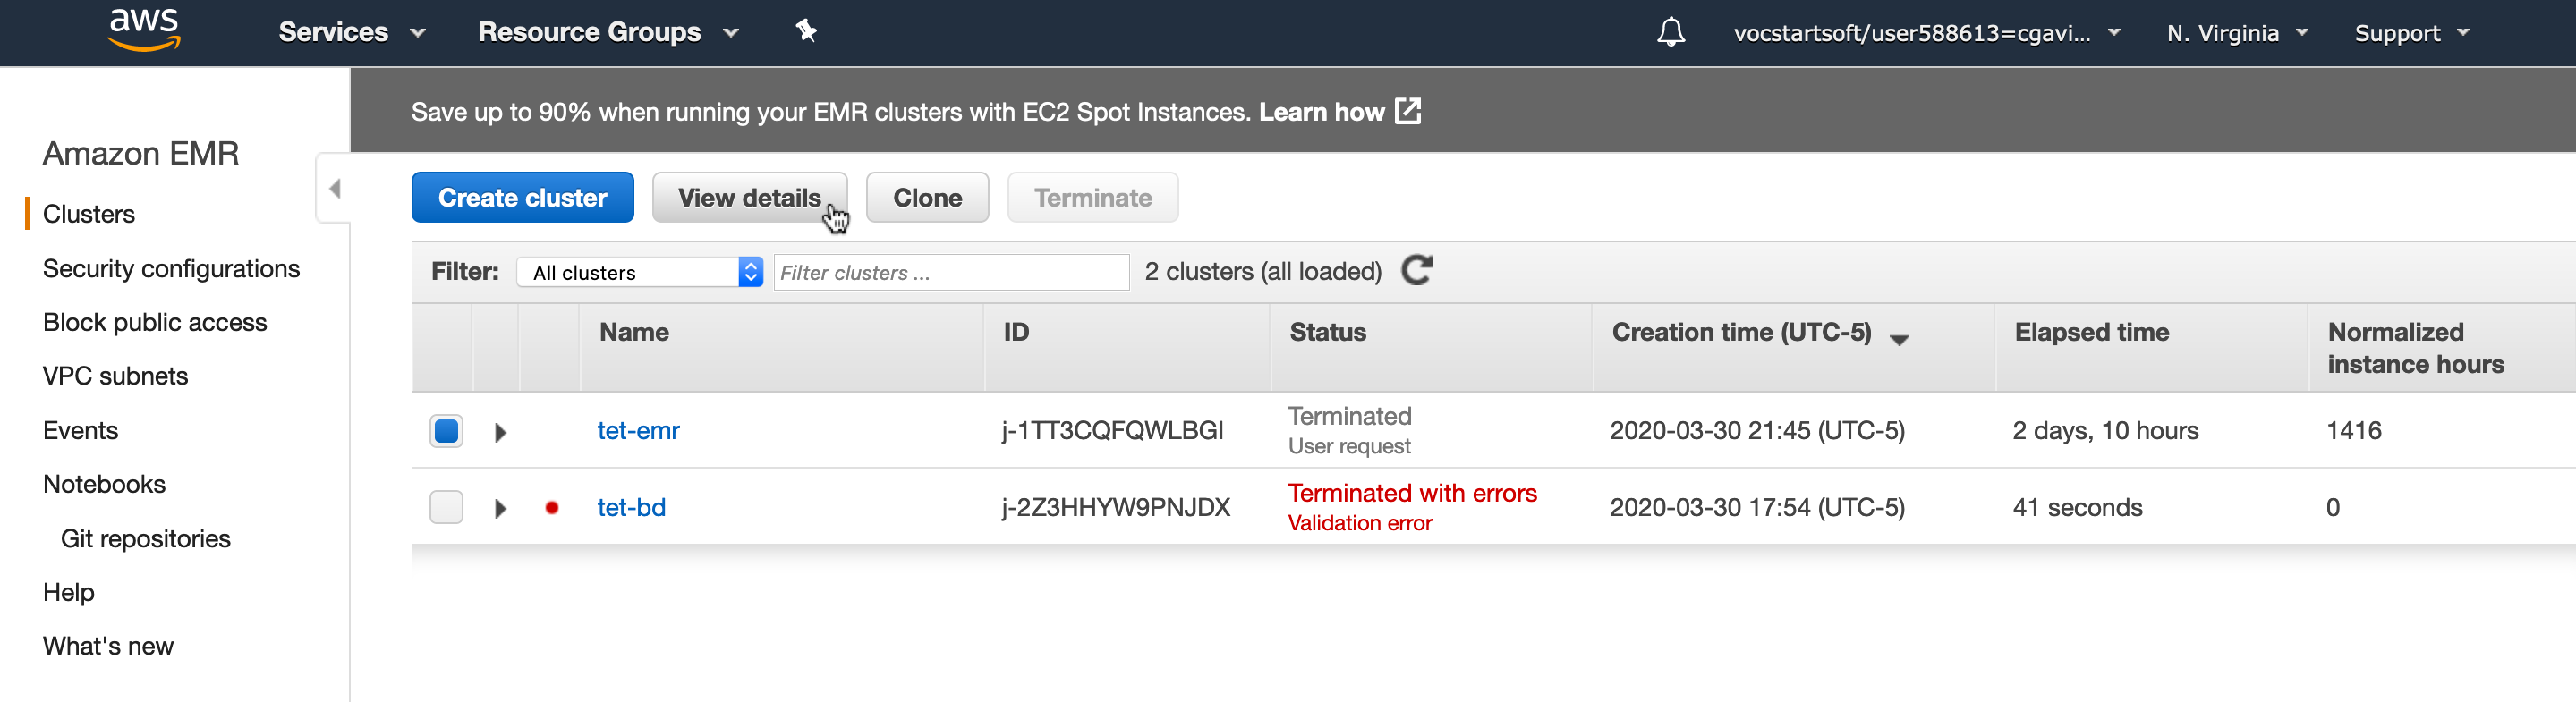 aws Services Resource Groups vocstartsoft/user588613=cgavi... N. Virginia Support
Save up to 90% when running your EMR clusters with EC2 Spot Instances. Learn how
Amazon EMR
Clusters
Security configurations
Block public access
VPC subnets
Events
Notebooks
Git repositories
Help
What's new
Create cluster View details Clone Terminate
Filter: All clusters Filter clusters ... 2 clusters (all loaded)
Name ID Status Creation time (UTC-5) Elapsed time Normalized
instance hours
tet-emr j-1TT3CQFQWLBGI Terminated 2020-03-30 21:45 (UTC-5) 2 days, 10 hours 1416
User request
tet-bd j-2Z3HHYW9PNJDX Terminated with errors 2020-03-30 17:54 (UTC-5) 41 seconds 0
Validation error